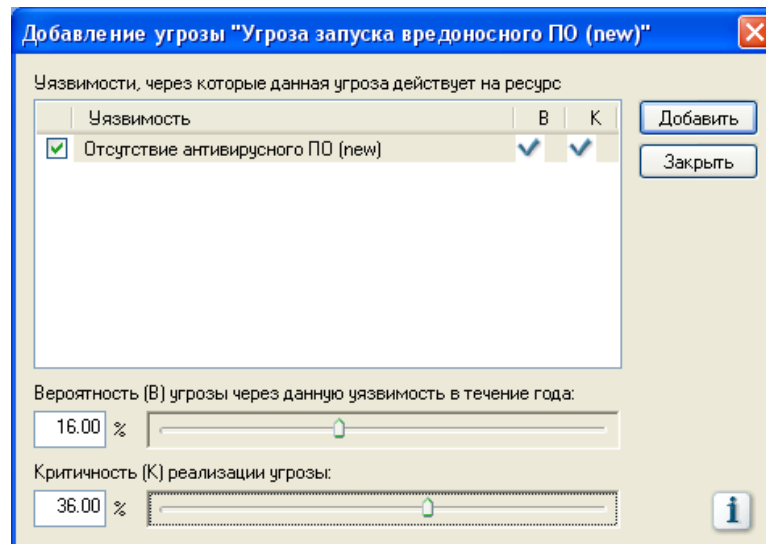 Добавление угрозы "Угроза запуска вредоносного ПО (new)"
Уязвимости, через которые данная угроза действует на ресурс
Уязвимость В К
Отсутствие антивирусного ПО (new)
Добавить
Закрыть
Вероятность (В) угрозы через данную уязвимость в течение года:
16.00 %
Критичность (К) реализации угрозы:
36.00 %
i